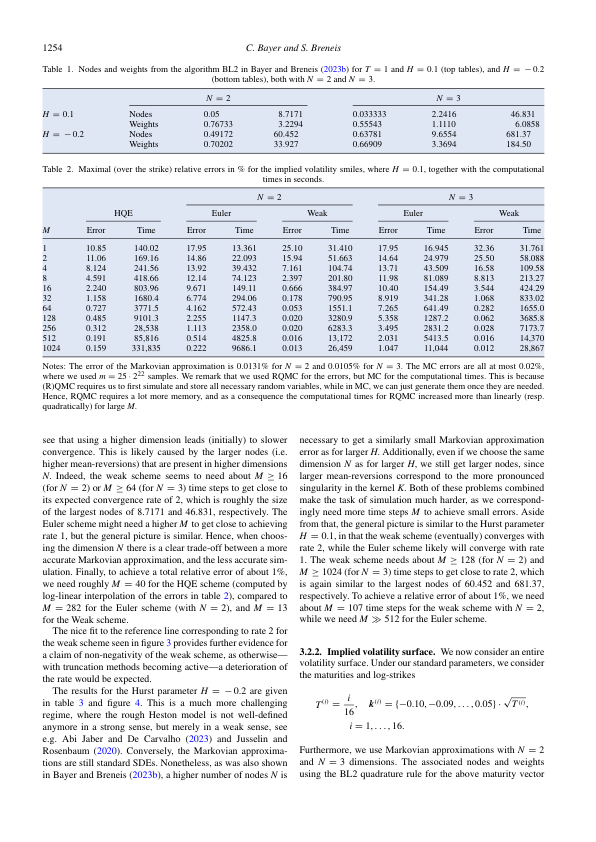 1254
C. Bayer and S. Breneis
Table 1. Nodes and weights from the algorithm BL2 in Bayer and Breneis (2023b) for T = 1 and H = 0.1 (top tables), and H = −0.2
(bottom tables), both with N = 2 and N = 3.
N = 2 N = 3
H = 0.1 Nodes 0.05 8.7171 0.033333 2.2416 46.831
Weights 0.76733 3.2294 0.55543 1.1110 6.0858
H = −0.2 Nodes 0.49172 60.452 0.63781 9.6554 681.37
Weights 0.70202 33.927 0.66909 3.3694 184.50
Table 2. Maximal (over the strike) relative errors in % for the implied volatility smiles, where H = 0.1, together with the computational
times in seconds.
N = 2 N = 3
HQE Euler Weak Euler Weak
M Error Time Error Time Error Time Error Time Error Time
1 10.85 140.02 17.95 13.361 25.10 31.410 17.95 16.945 32.36 31.761
2 11.06 169.16 14.86 22.093 15.94 51.663 14.64 24.979 25.50 58.088
4 8.124 241.56 13.92 39.432 7.161 104.74 13.71 43.509 16.58 109.58
8 4.591 418.66 12.14 74.123 2.397 201.80 11.98 81.089 8.813 217.27
16 2.240 803.96 9.671 149.11 0.666 384.97 10.40 154.49 3.544 424.29
32 1.158 1680.4 6.774 294.06 0.178 790.95 8.919 341.28 1.068 833.02
64 0.727 3771.5 4.162 572.43 0.053 1551.1 7.265 641.49 0.282 1655.0
128 0.485 9101.3 2.255 1147.3 0.020 3280.9 5.358 1287.2 0.062 3685.8
256 0.312 28,538 1.113 2358.0 0.020 6283.3 3.495 2831.2 0.028 7173.7
512 0.191 85,816 0.514 4825.8 0.016 13,172 2.031 5413.5 0.016 14,370
1024 0.159 331,835 0.222 9686.1 0.013 26,459 1.047 11,044 0.012 28,867
Notes: The error of the Markovian approximation is 0.0131% for N = 2 and 0.0105% for N = 3. The MC errors are all at most 0.02%,
where we used m = 25 · 2²² samples. We remark that we used RQMC for the errors, but MC for the computational times. This is because
(R)QMC requires us to first simulate and store all necessary random variables, while in MC, we can just generate them once they are needed.
Hence, RQMC requires a lot more memory, and as a consequence the computational times for RQMC increased more than linearly (resp.
quadratically) for large M.
see that using a higher dimension leads (initially) to slower
convergence. This is likely caused by the larger nodes (i.e.
higher mean-reversions) that are present in higher dimensions
N. Indeed, the weak scheme seems to need about M ≥ 16
(for N = 2) or M ≥ 64 (for N = 3) time steps to get close to
its expected convergence rate of 2, which is roughly the size
of the largest nodes of 8.7171 and 46.831, respectively. The
Euler scheme might need a higher M to get close to achieving
rate 1, but the general picture is similar. Hence, when choos-
ing the dimension N there is a clear trade-off between a more
accurate Markovian approximation, and the less accurate sim-
ulation. Finally, to achieve a total relative error of about 1%,
we need roughly M = 40 for the HQE scheme (computed by
log-linear interpolation of the errors in table 2), compared to
M = 282 for the Euler scheme (with N = 2), and M = 13
for the Weak scheme.
The nice fit to the reference line corresponding to rate 2 for
the weak scheme seen in figure 3 provides further evidence for
a claim of non-negativity of the weak scheme, as otherwise—
with truncation methods becoming active—a deterioration of
the rate would be expected.
The results for the Hurst parameter H = −0.2 are given
in table 3 and figure 4. This is a much more challenging
regime, where the rough Heston model is not well-defined
anymore in a strong sense, but merely in a weak sense, see
e.g. Abi Jaber and De Carvalho (2023) and Jusselin and
Rosenbaum (2020). Conversely, the Markovian approxima-
tions are still standard SDEs. Nonetheless, as was also shown
in Bayer and Breneis (2023b), a higher number of nodes N is
necessary to get a similarly small Markovian approximation
error as for larger H. Additionally, even if we choose the same
dimension N as for larger H, we still get larger nodes, since
larger mean-reversions correspond to the more pronounced
singularity in the kernel K. Both of these problems combined
make the task of simulation much harder, as we correspond-
ingly need more time steps M to achieve small errors. Aside
from that, the general picture is similar to the Hurst parameter
H = 0.1, in that the weak scheme (eventually) converges with
rate 2, while the Euler scheme likely will converge with rate
1. The weak scheme needs about M ≥ 128 (for N = 2) and
M ≥ 1024 (for N = 3) time steps to get close to rate 2, which
is again similar to the largest nodes of 60.452 and 681.37,
respectively. To achieve a relative error of about 1%, we need
about M = 107 time steps for the weak scheme with N = 2,
while we need M ≫ 512 for the Euler scheme.
3.2.2. Implied volatility surface. We now consider an entire
volatility surface. Under our standard parameters, we consider
the maturities and log-strikes
T⁽ⁱ⁾ = i/16, k⁽ⁱ⁾ = {−0.10, −0.09, . . . , 0.05} · √T⁽ⁱ⁾,
i = 1, . . . , 16.
Furthermore, we use Markovian approximations with N = 2
and N = 3 dimensions. The associated nodes and weights
using the BL2 quadrature rule for the above maturity vector